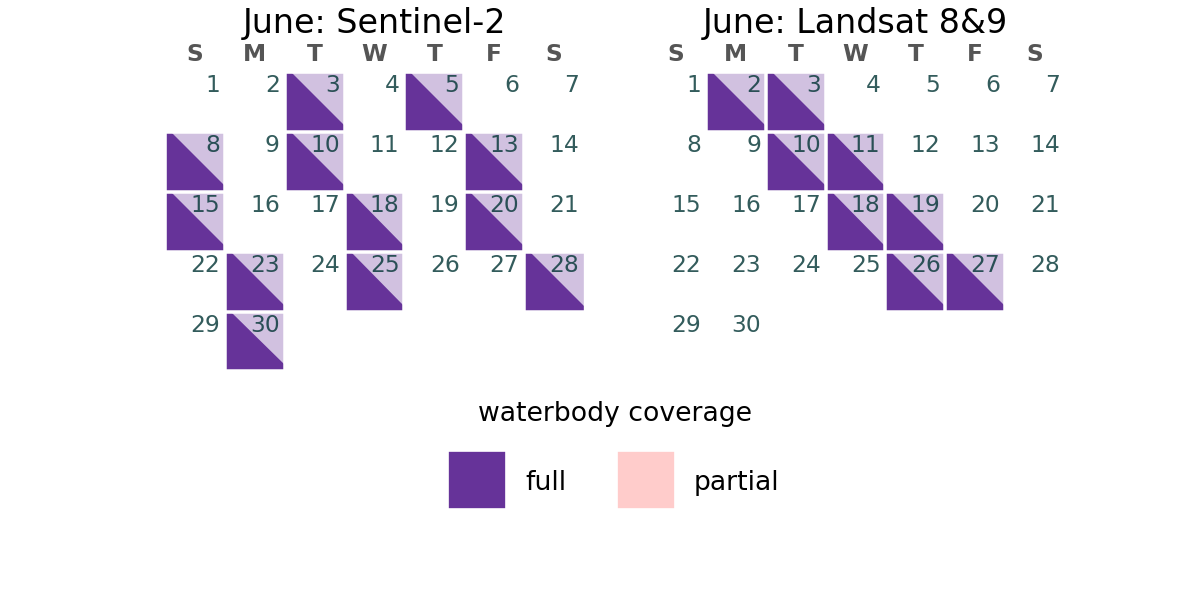 June: Sentinel-2
S M T W T F S
1 2 3 4 5 6 7
8 9 10 11 12 13 14
15 16 17 18 19 20 21
22 23 24 25 26 27 28
29 30
June: Landsat 8&9
S M T W T F S
1 2 3 4 5 6 7
8 9 10 11 12 13 14
15 16 17 18 19 20 21
22 23 24 25 26 27 28
29 30
waterbody coverage
full partial